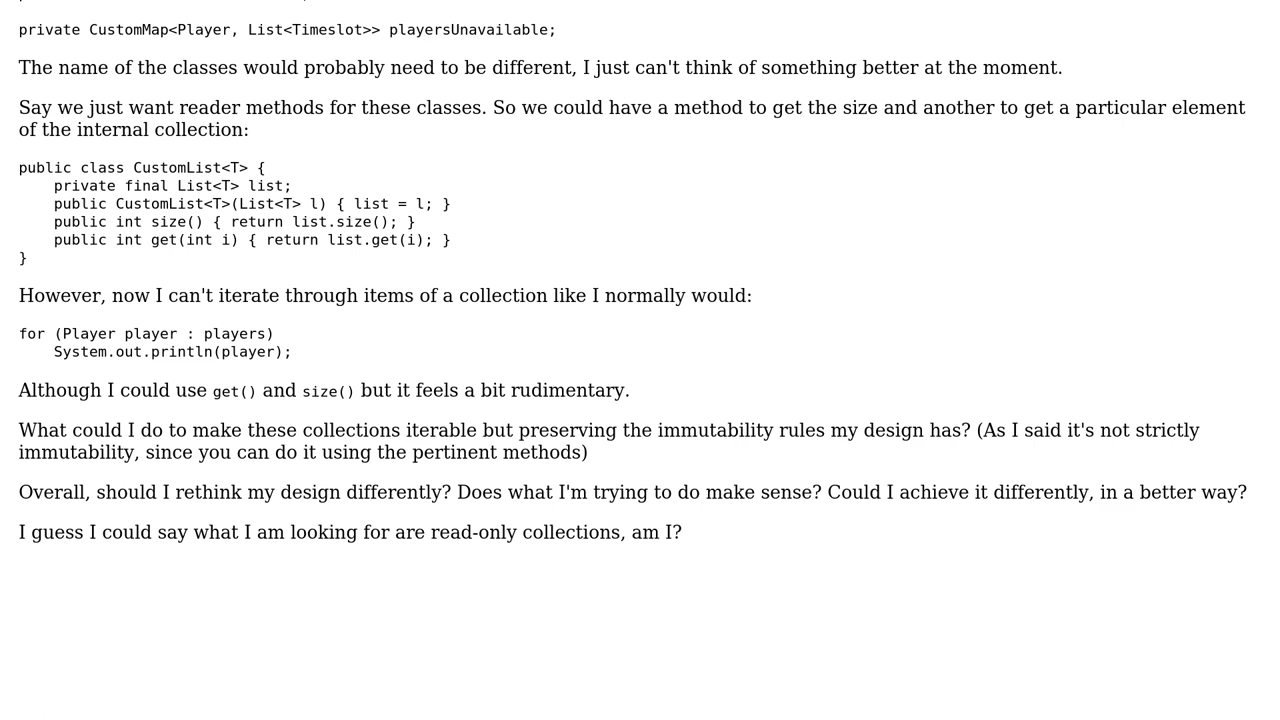 private CustomMap<Player, List<Timeslot>> playersUnavailable;
The name of the classes would probably need to be different, I just can't think of something better at the moment.
Say we just want reader methods for these classes. So we could have a method to get the size and another to get a particular element
of the internal collection:
public class CustomList<T> {
    private final List<T> list;
    public CustomList<T>(List<T> l) { list = l; }
    public int size() { return list.size(); }
    public int get(int i) { return list.get(i); }
}
However, now I can't iterate through items of a collection like I normally would:
for (Player player : players)
    System.out.println(player);
Although I could use get() and size() but it feels a bit rudimentary.
What could I do to make these collections iterable but preserving the immutability rules my design has? (As I said it's not strictly
immutability, since you can do it using the pertinent methods)
Overall, should I rethink my design differently? Does what I'm trying to do make sense? Could I achieve it differently, in a better way?
I guess I could say what I am looking for are read-only collections, am I?